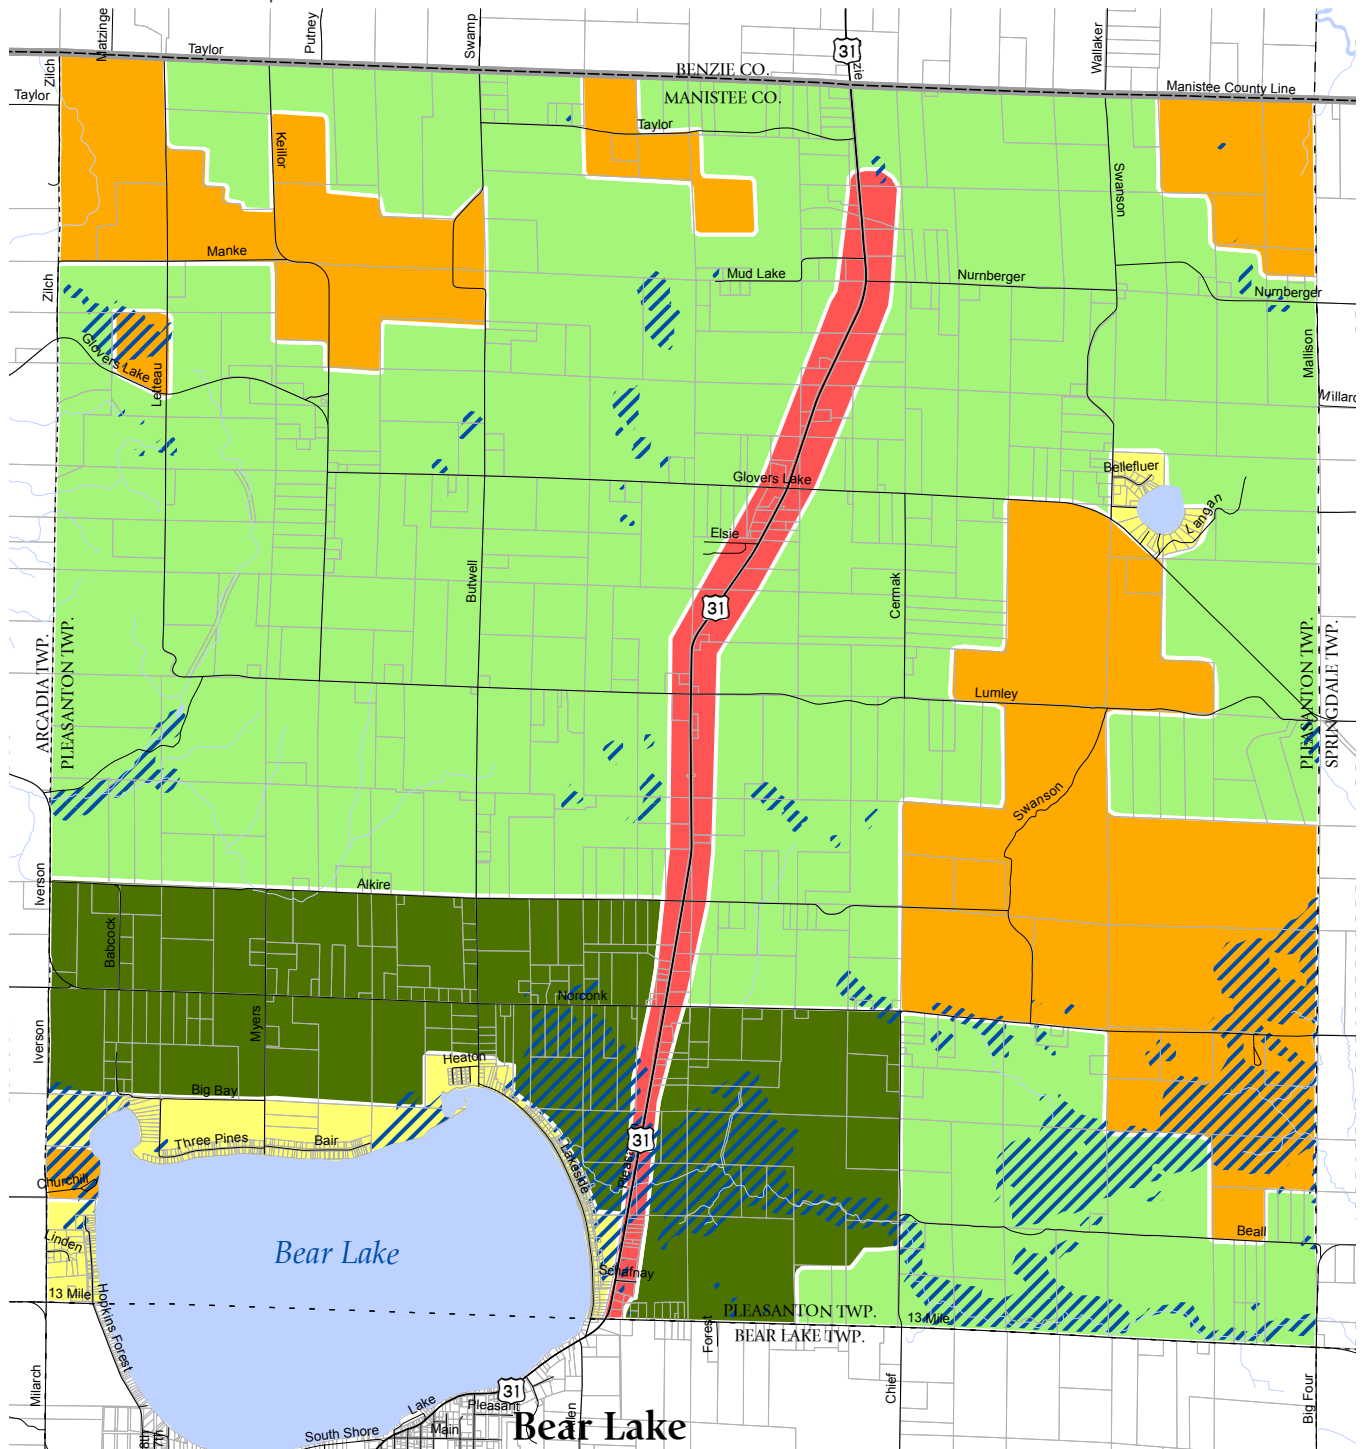 Matzinge
Putney
Swamp
Wallaker
Zilch
Taylor
31
zie
BENZIE CO.
MANISTEE CO.
Manistee County Line
Taylor
Taylor
Keillor
Swanson
Manke
Mud Lake
Nurnberger
Nurnberger
Zilch
Glovers Lake
Letteau
Mallison
Millard
Glovers Lake
Bellefluer
Langan
Elsie
Butwell
Cermak
31
ARCADIA TWP.
PLEASANTON TWP.
PLEASANTON TWP.
SPRINGDALE TWP.
Lumley
Swanson
Iverson
Alkire
Babcock
Norconk
Myers
Iverson
Heaton
Big Bay
Three Pines
Bair
Lakeside
31
Pleasa
Churchill
Linden
Bear Lake
Beall
Schafnay
13 Mile
Hopkins Forest
PLEASANTON TWP.
BEAR LAKE TWP.
13 Mile
Forest
Milarch
Chief
Big Four
31
Lake
Pleasant
Main
South Shore
8th
7th
Bear Lake